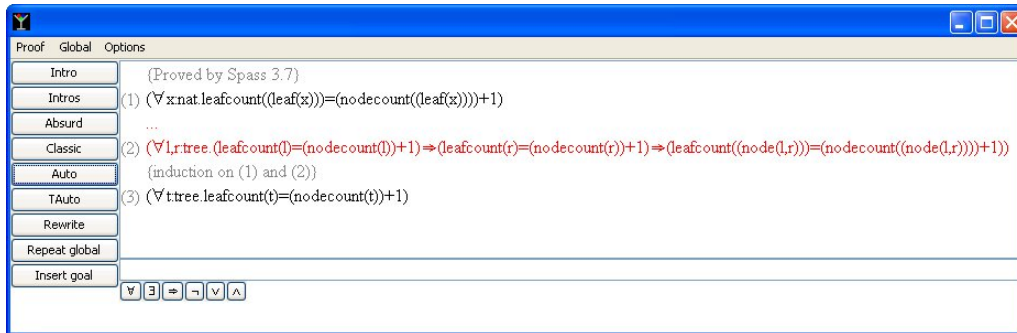 Proof Global Options
Intro
Intros
Absurd
Classic
Auto
TAuto
Rewrite
Repeat global
Insert goal
{Proved by Spass 3.7}
(1) (∀x:nat.leafcount((leaf(x)))=(nodecount((leaf(x))))+1)
...
(2) (∀l,r:tree.(leafcount(l)=(nodecount(l))+1)⇒(leafcount(r)=(nodecount(r))+1)⇒(leafcount((node(l,r)))=(nodecount((node(l,r))))+1))
{induction on (1) and (2)}
(3) (∀t:tree.leafcount(t)=(nodecount(t))+1)
∀ ∃ ⇒ ¬ ∨ ∧